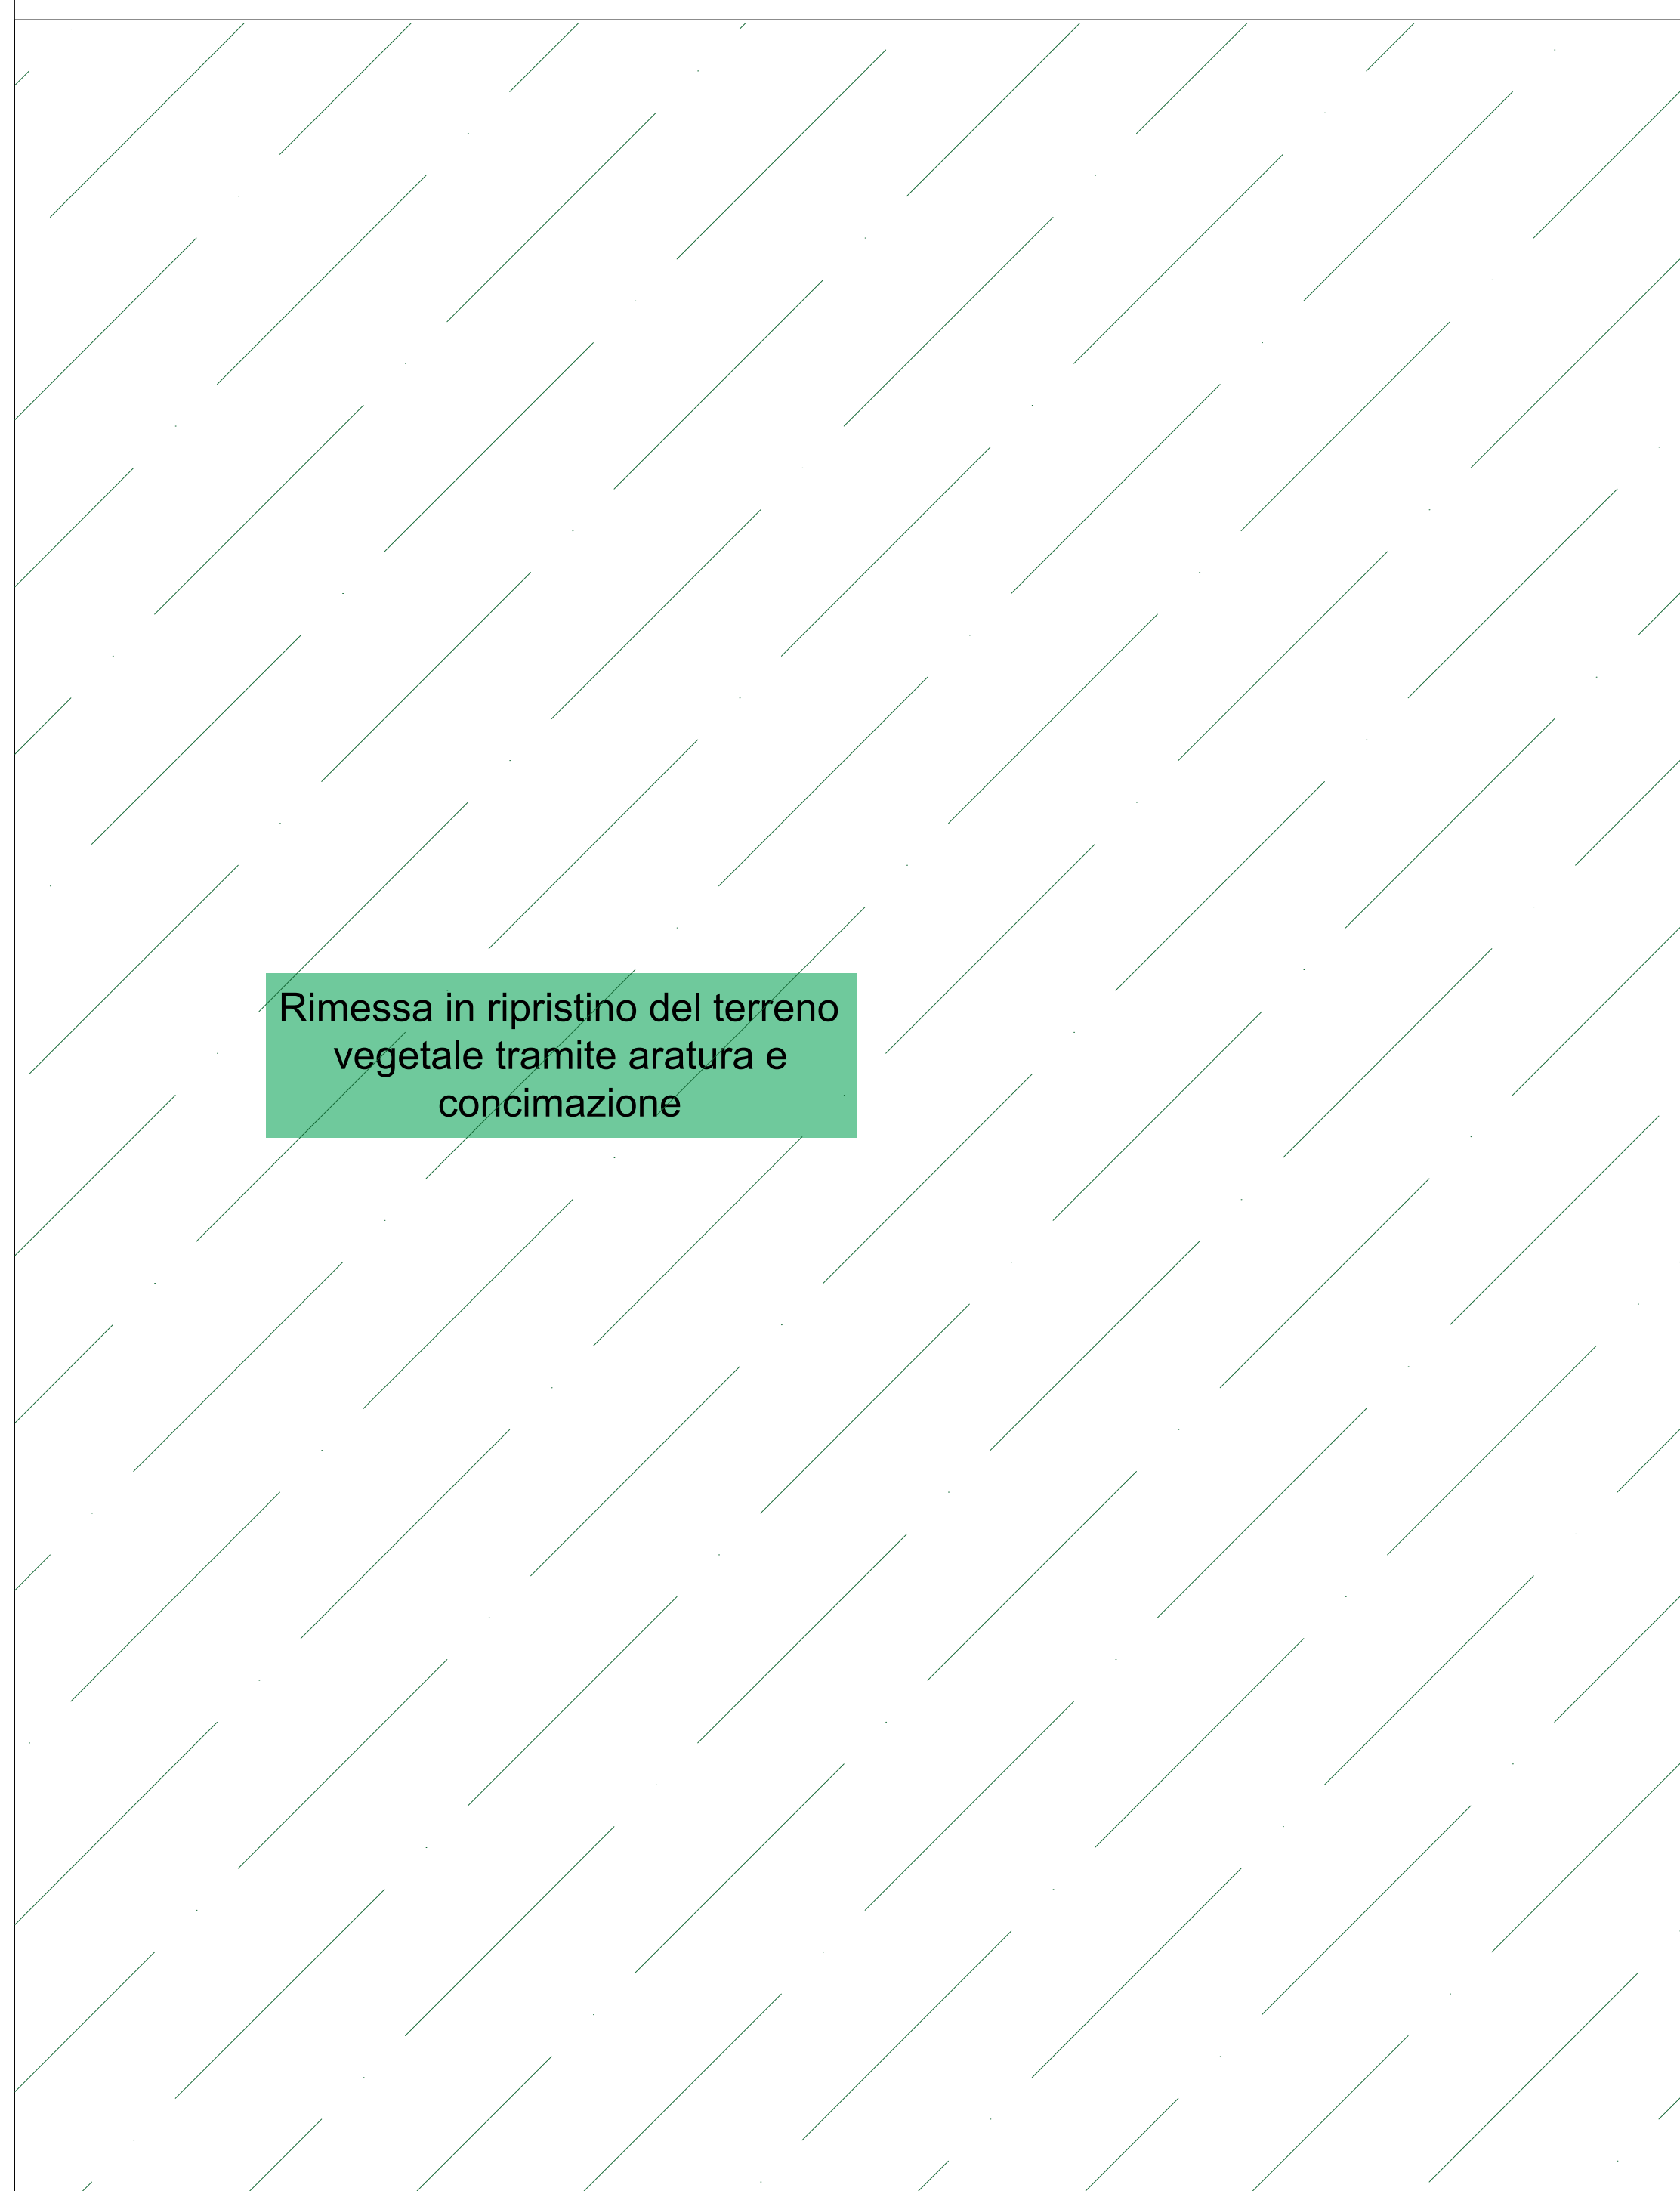 Rimessa in ripristino del terreno
vegetale tramite aratura e
concimazione